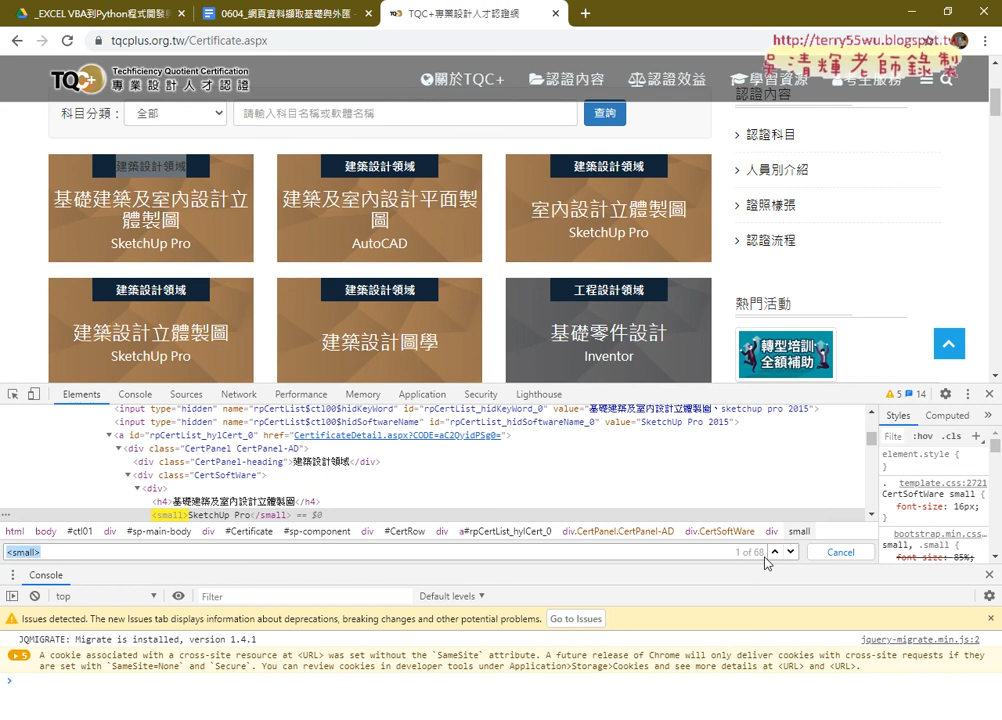 _EXCEL VBA到Python程式開發
0604_網頁資料擷取基礎與外匯 -
TQC+專業設計人才認證網
tqcplus.org.tw/Certificate.aspx
http://terry55wu.blogspot.tw
吳清輝老師錄製
TQC+
Techficiency Quotient Certification
專業設計人才認證
關於TQC+
認證內容
認證效益
學習資源
考生服務
科目分類：
全部
請輸入科目名稱或軟體名稱
查詢
認證內容
認證科目
人員別介紹
證照樣張
認證流程
建築設計領域
基礎建築及室內設計立
體製圖
SketchUp Pro
建築設計領域
建築及室內設計平面製
圖
AutoCAD
建築設計領域
室內設計立體製圖
SketchUp Pro
建築設計領域
建築設計立體製圖
SketchUp Pro
建築設計領域
建築設計圖學
工程設計領域
基礎零件設計
Inventor
熱門活動
轉型培訓
全額補助
Elements Console Sources Network Performance Memory Application Security Lighthouse
5 14
<input type="hidden" name="rpCertList$ctl00$hidKeyWord" id="rpCertList_hidKeyWord_0" value="基礎建築及室內設計立體製圖、sketchup pro 2015">
<input type="hidden" name="rpCertList$ctl00$hidSoftwareName" id="rpCertList_hidSoftwareName_0" value="SketchUp Pro 2015">
<a id="rpCertList_hylCert_0" href="CertificateDetail.aspx?CODE=aC2QyidPSg0=">
<div class="CertPanel CertPanel-AD">
<div class="CertPanel-heading">建築設計領域</div>
<div class="CertSoftWare">
<div>
<h4>基礎建築及室內設計立體製圖</h4>
<small>SketchUp Pro</small> == $0
html body #ctl01 div #sp-main-body div #Certificate #sp-component div #CertRow div a#rpCertList_hylCert_0 div.CertPanel.CertPanel-AD div.CertSoftWare div small
<small>
1 of 68
Cancel
Styles Computed »
Filte :hov .cls +
element.style {
}
. template.css:2721
CertSoftWare small {
font-size: 16px;
}
bootstrap.min.css…
small, .small {
font-size: 85%;
Console
top
Filter
Default levels ▼
Issues detected. The new Issues tab displays information about deprecations, breaking changes and other potential problems.
Go to Issues
JQMIGRATE: Migrate is installed, version 1.4.1
jquery-migrate.min.js:2
5 A cookie associated with a cross-site resource at <URL> was set without the `SameSite` attribute. A future release of Chrome will only deliver cookies with cross-site requests if they
are set with `SameSite=None` and `Secure`. You can review cookies in developer tools under Application>Storage>Cookies and see more details at <URL> and <URL>.